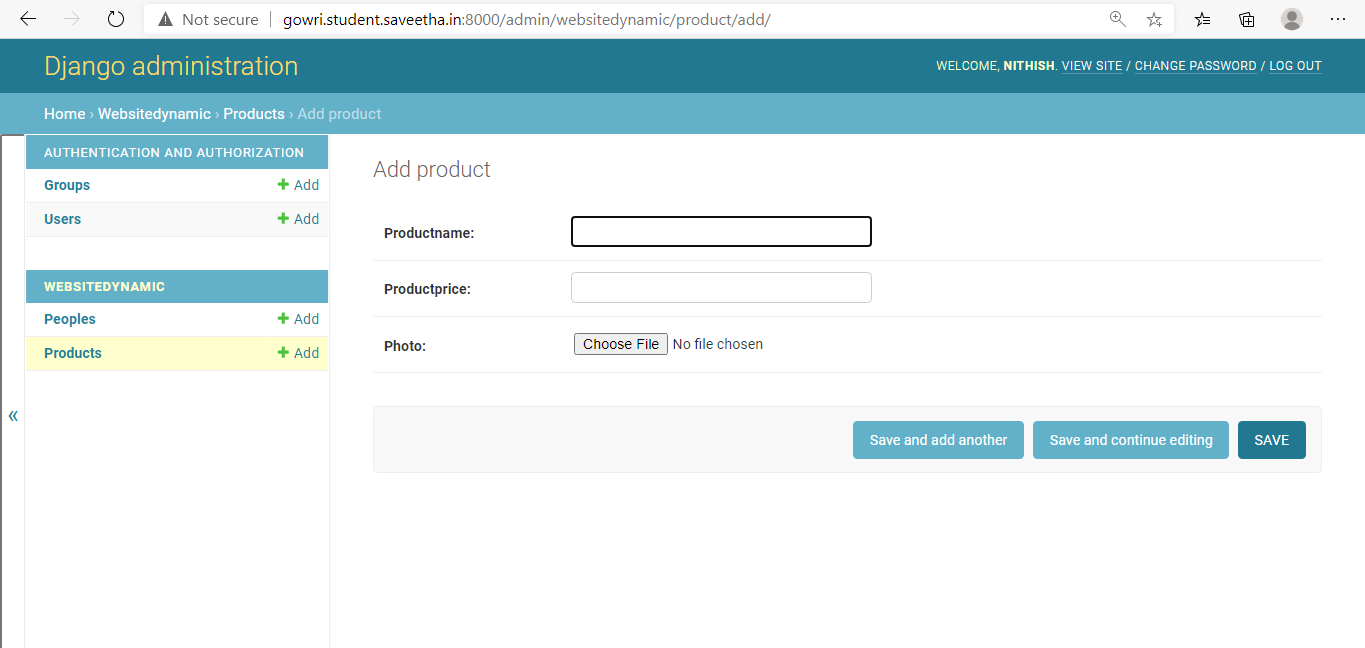 Not secure gowri.student.saveetha.in:8000/admin/websitedynamic/product/add/
Django administration
WELCOME, NITHISH. VIEW SITE / CHANGE PASSWORD / LOG OUT
Home › Websitedynamic › Products › Add product
AUTHENTICATION AND AUTHORIZATION
Groups + Add
Users + Add
WEBSITEDYNAMIC
Peoples + Add
Products + Add
«
Add product
Productname:
Productprice:
Photo: Choose File No file chosen
Save and add another Save and continue editing SAVE